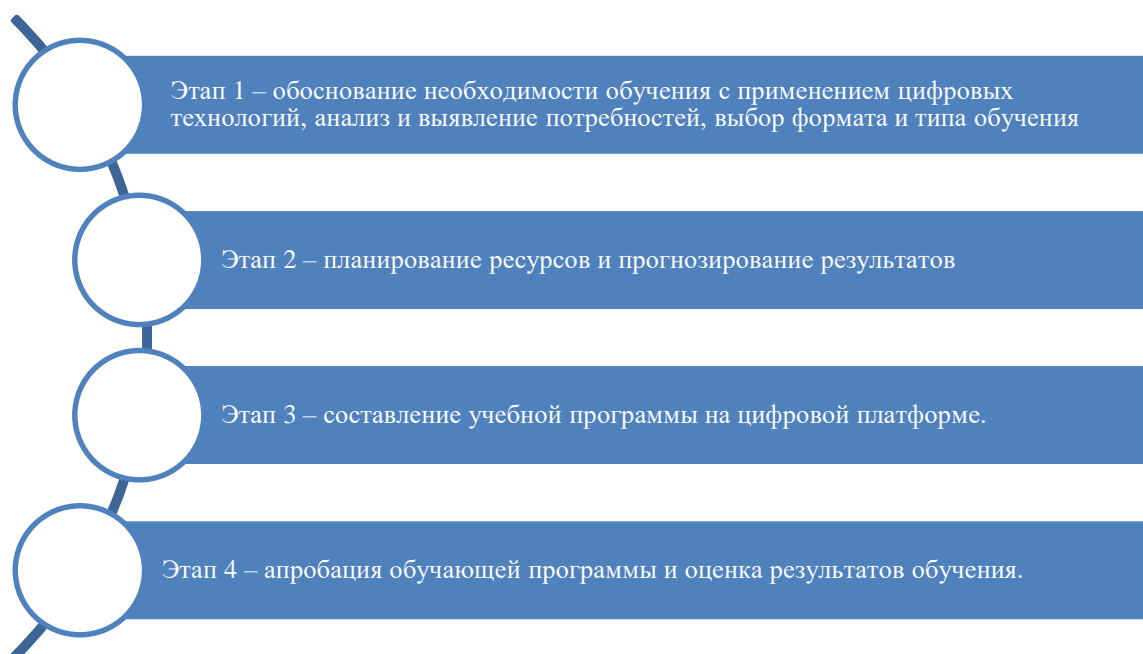 Этап 1 – обоснование необходимости обучения с применением цифровых
технологий, анализ и выявление потребностей, выбор формата и типа обучения
Этап 2 – планирование ресурсов и прогнозирование результатов
Этап 3 – составление учебной программы на цифровой платформе.
Этап 4 – апробация обучающей программы и оценка результатов обучения.